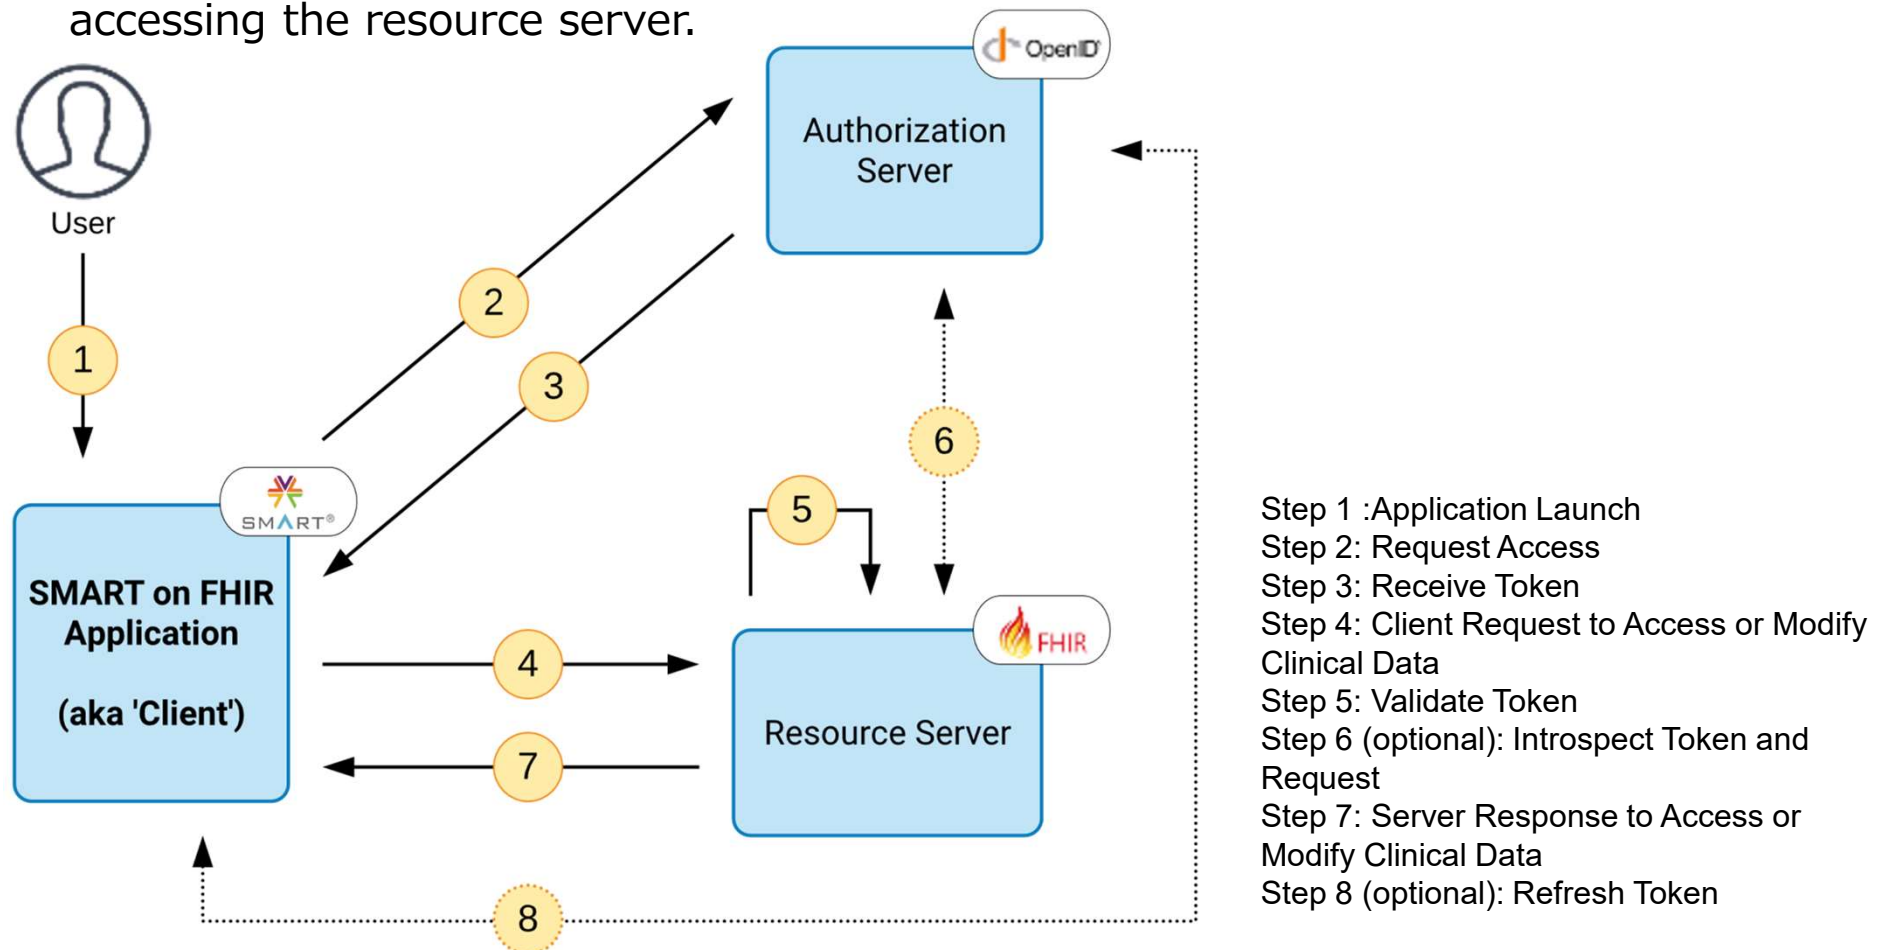 accessing the resource server.
OpenID
Authorization
Server
User
2
1
3
6
SMART®
5
SMART on FHIR
Application
(aka 'Client')
4
FHIR
Resource Server
7
8
Step 1 :Application Launch
Step 2: Request Access
Step 3: Receive Token
Step 4: Client Request to Access or Modify
Clinical Data
Step 5: Validate Token
Step 6 (optional): Introspect Token and
Request
Step 7: Server Response to Access or
Modify Clinical Data
Step 8 (optional): Refresh Token